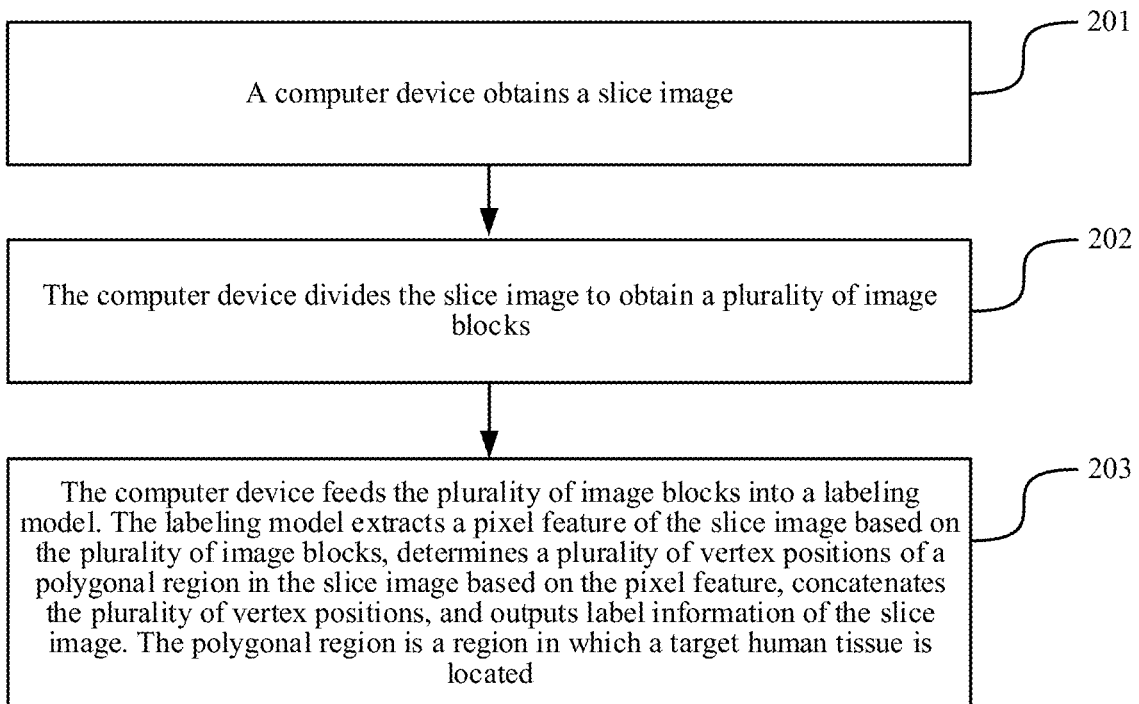 201
A computer device obtains a slice image
202
The computer device divides the slice image to obtain a plurality of image
blocks
203
The computer device feeds the plurality of image blocks into a labeling
model. The labeling model extracts a pixel feature of the slice image based on
the plurality of image blocks, determines a plurality of vertex positions of a
polygonal region in the slice image based on the pixel feature, concatenates
the plurality of vertex positions, and outputs label information of the slice
image. The polygonal region is a region in which a target human tissue is
located